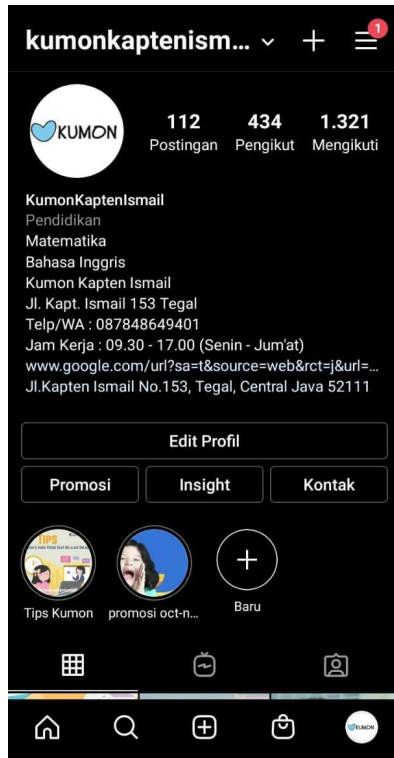 kumonkaptenism...
1
KUMON
112 434 1.321
Postingan Pengikut Mengikuti
KumonKaptenIsmail
Pendidikan
Matematika
Bahasa Inggris
Kumon Kapten Ismail
Jl. Kapt. Ismail 153 Tegal
Telp/WA : 087848649401
Jam Kerja : 09.30 - 17.00 (Senin - Jum'at)
www.google.com/url?sa=t&source=web&rct=j&url=...
Jl.Kapten Ismail No.153, Tegal, Central Java 52111
Edit Profil
Promosi Insight Kontak
TIPS
Tips Kumon promosi oct-n... Baru
KUMON